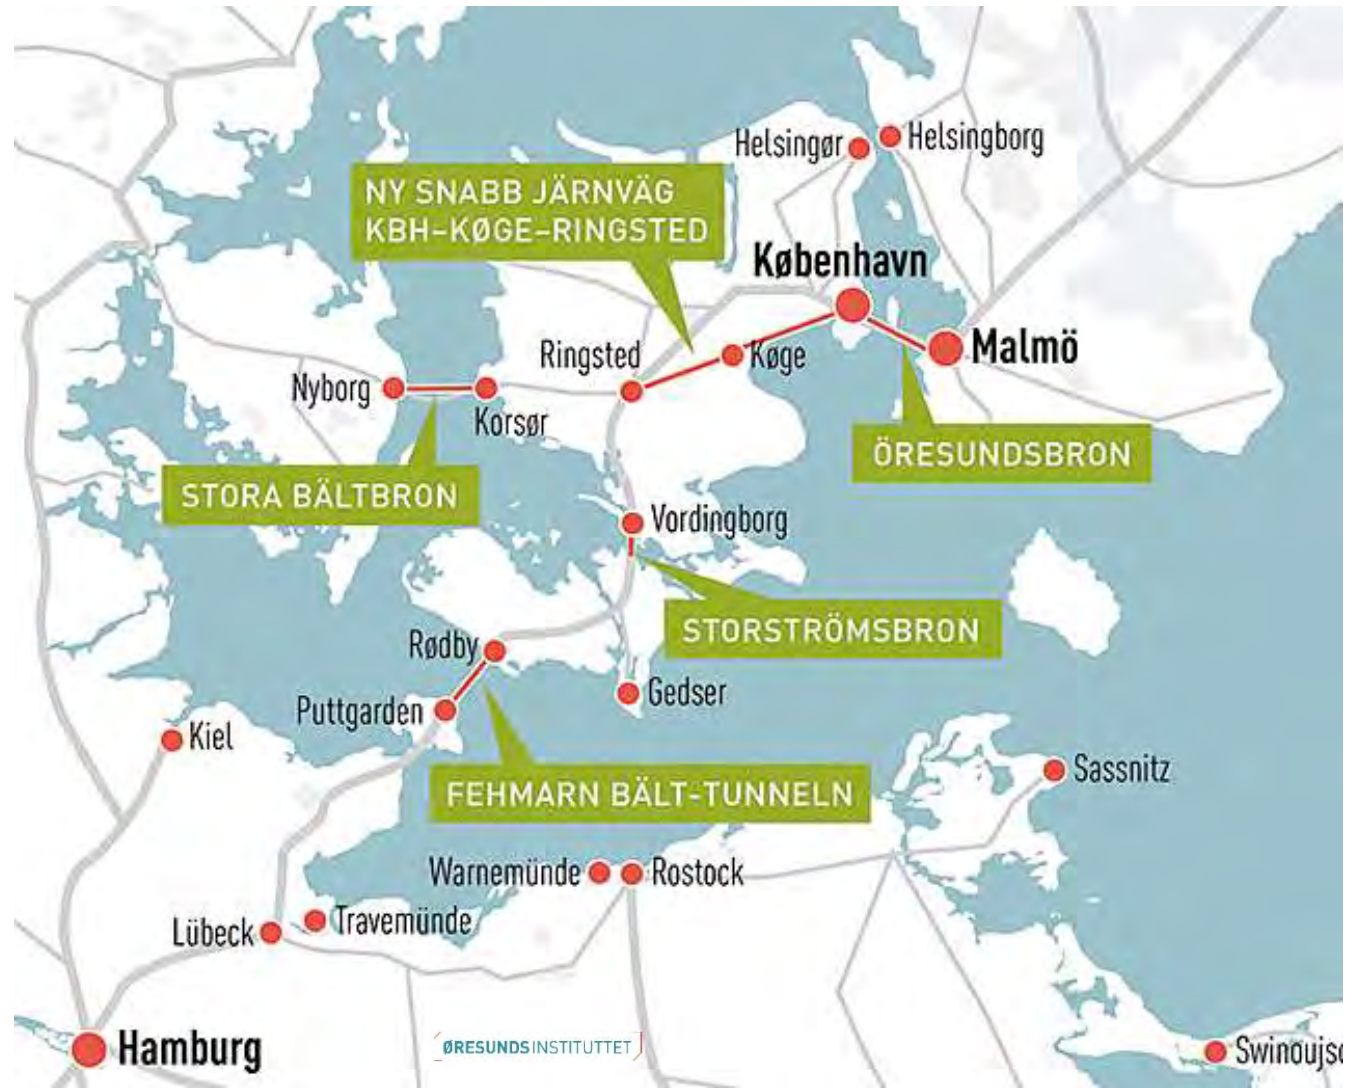 Helsingør
Helsingborg
NY SNABB JÄRNVÄG
KBH–KØGE–RINGSTED
København
Malmö
Ringsted
Køge
Nyborg
Korsør
ÖRESUNDSBRON
STORA BÄLTBRON
Vordingborg
STORSTRÖMSBRON
Rødby
Gedser
Puttgarden
Kiel
Sassnitz
FEHMARN BÄLT-TUNNELN
Warnemünde
Rostock
Travemünde
Lübeck
Hamburg
ØRESUNDSINSTITUTTET